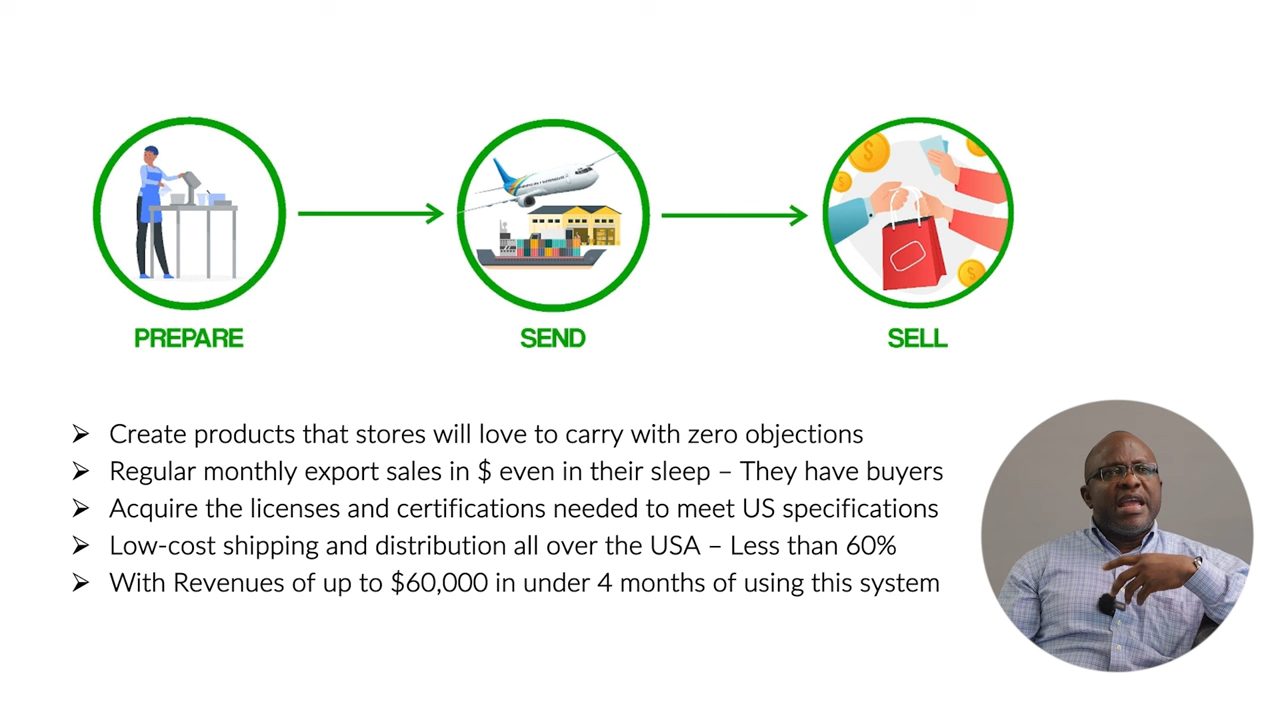 PREPARE
SEND
SELL
➢ Create products that stores will love to carry with zero objections
➢ Regular monthly export sales in $ even in their sleep – They have buyers
➢ Acquire the licenses and certifications needed to meet US specifications
➢ Low-cost shipping and distribution all over the USA – Less than 60%
➢ With Revenues of up to $60,000 in under 4 months of using this system